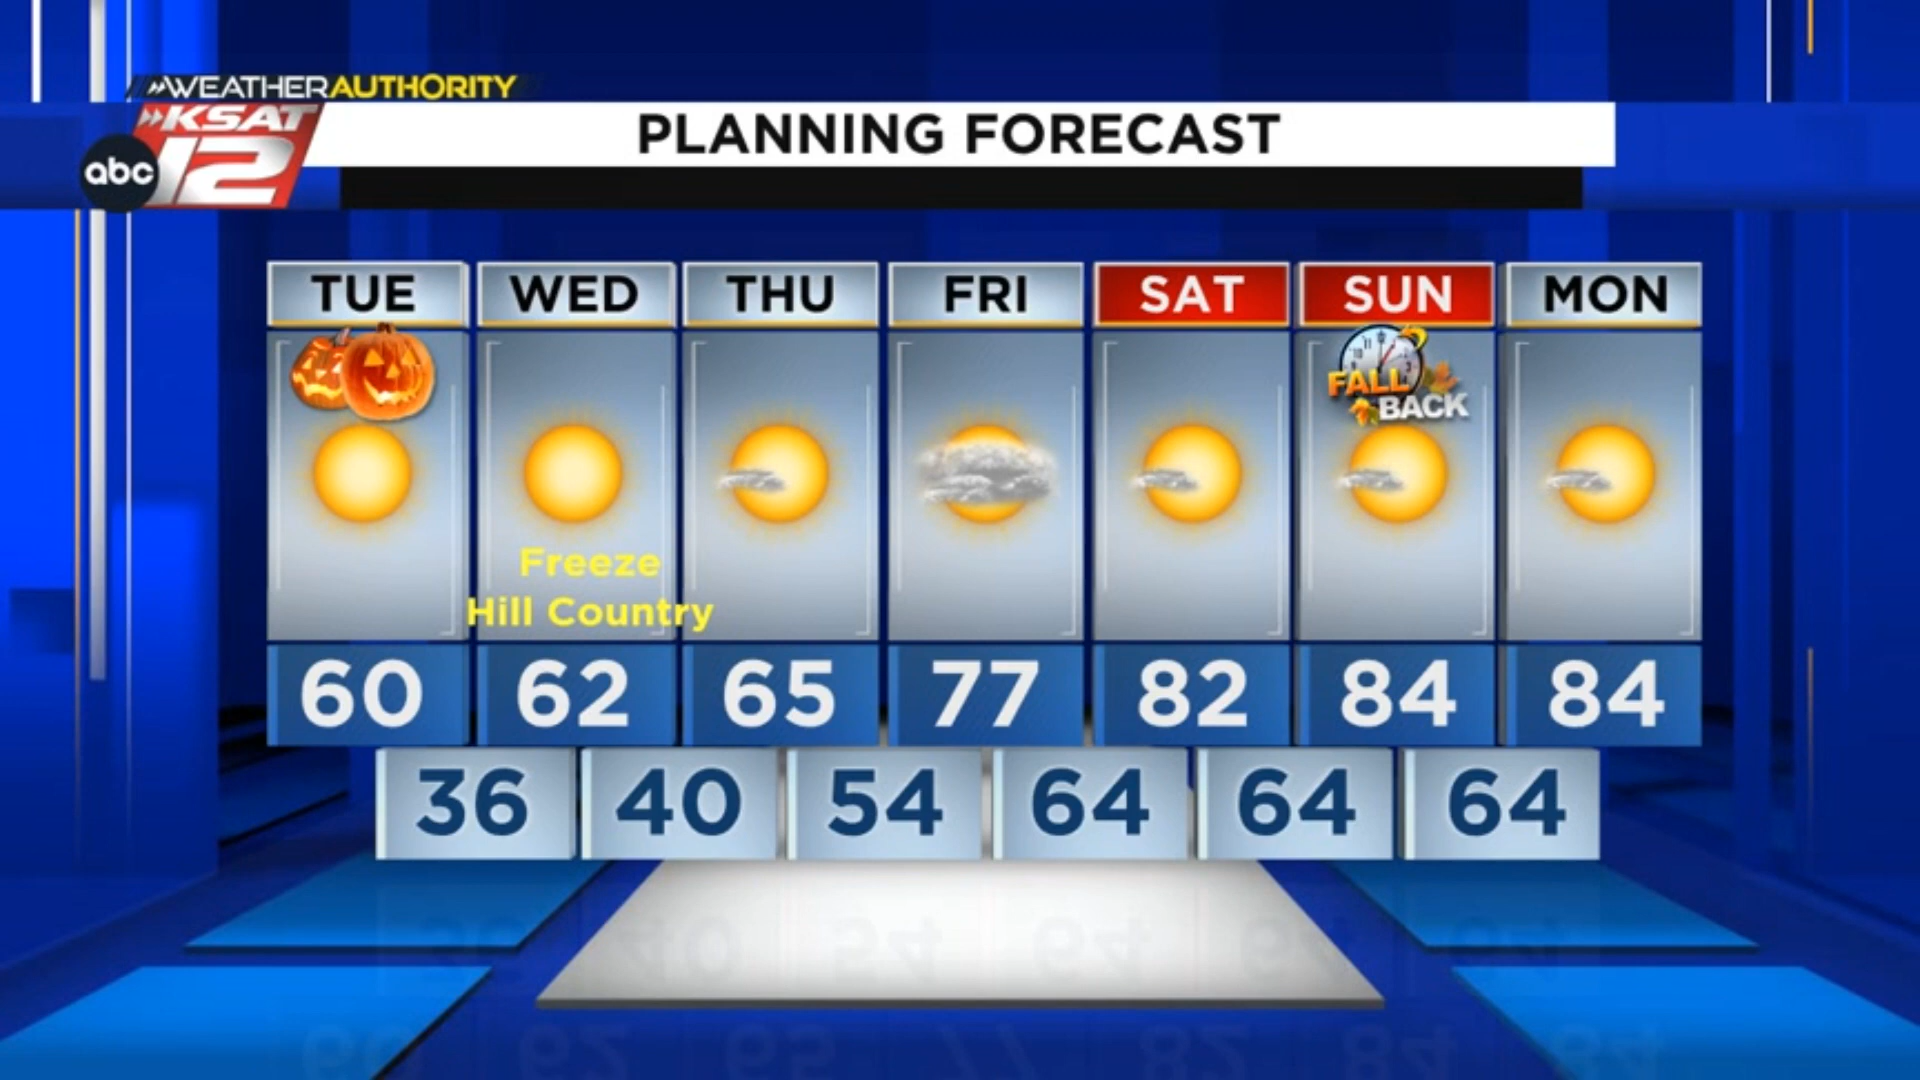 WEATHERAUTHORITY
KSAT
abc 12
PLANNING FORECAST
TUE WED THU FRI SAT SUN MON
FALL
BACK
Freeze
Hill Country
60 62 65 77 82 84 84
36 40 54 64 64 64